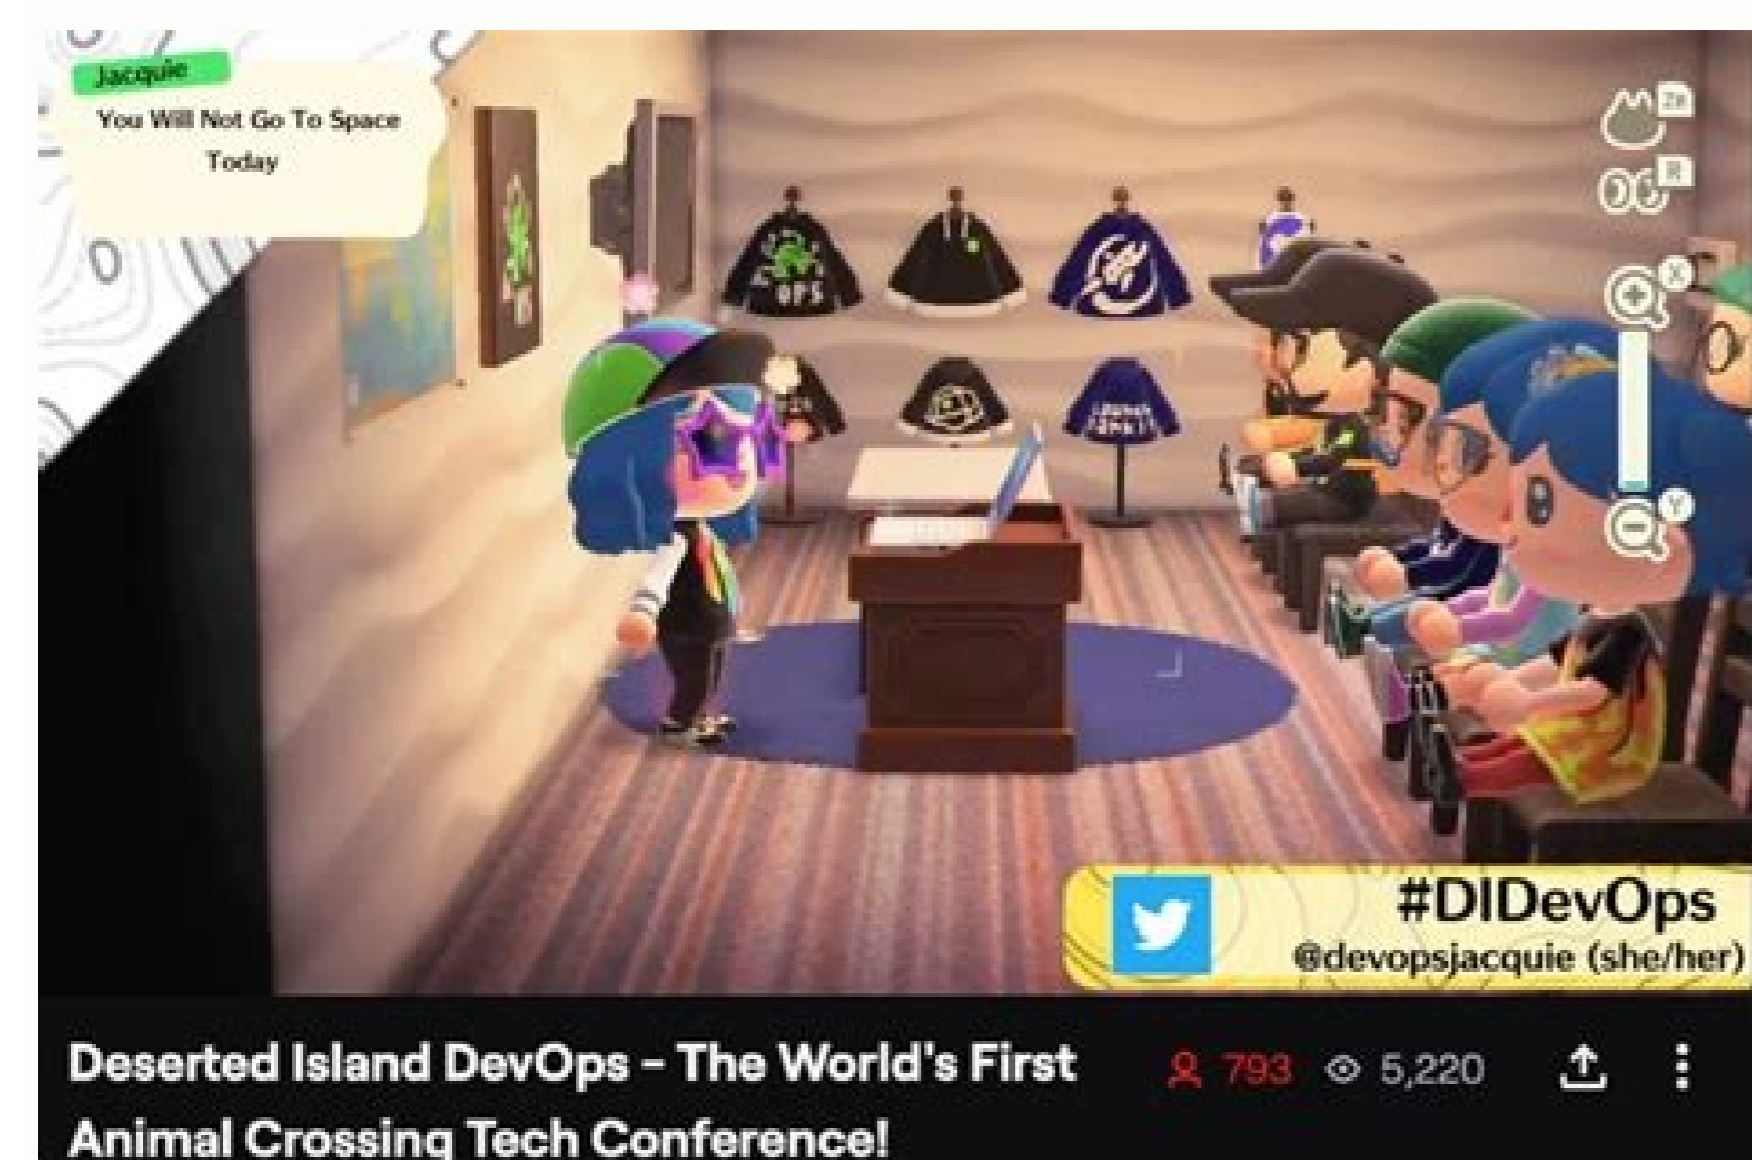 Jacquie
You Will Not Go To Space
Today
ZR
R
X
OPS
Y
#DIDevOps
@devopsjacquie (she/her)
Deserted Island DevOps – The World's First
793
5,220
Animal Crossing Tech Conference!